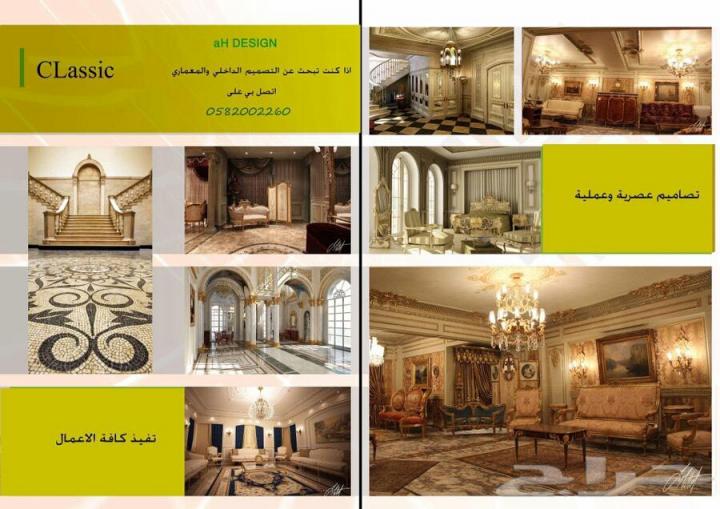 aH DESIGN
CLassic
اذا كنت تبحث عن التصميم الداخلي والمعماري
اتصل بي على
0582002260
تصاميم عصرية وعملية
تفيذ كافة الاعمال
حراج